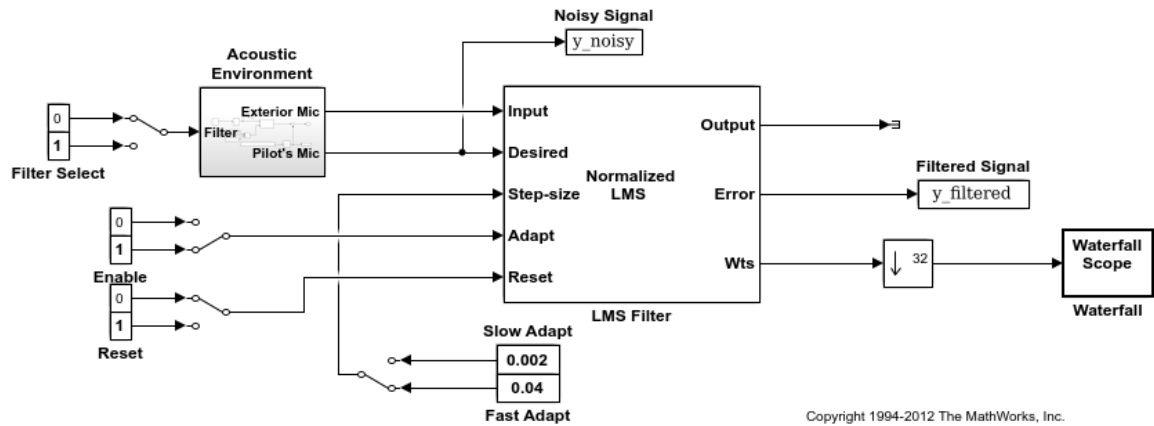 Noisy Signal
y_noisy
Acoustic
Environment
Exterior Mic
Filter
Pilot's Mic
0
1
Filter Select
Input
Desired
Step-size
Adapt
Reset
Normalized
LMS
Output
Error
Wts
LMS Filter
Filtered Signal
y_filtered
32
Waterfall
Scope
Waterfall
0
1
Enable
0
1
Reset
Slow Adapt
0.002
0.04
Fast Adapt
Copyright 1994-2012 The MathWorks, Inc.